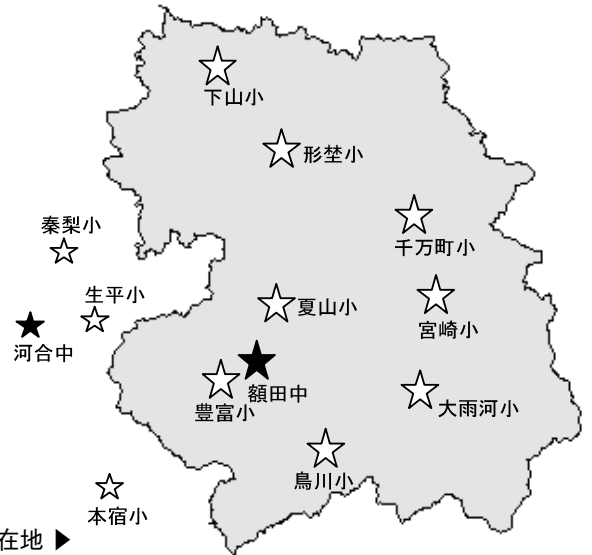 下山小
形埜小
千万町小
秦梨小
生平小
河合中
夏山小
宮崎小
額田中
豊富小
大雨河小
鳥川小
本宿小
在地 ▶